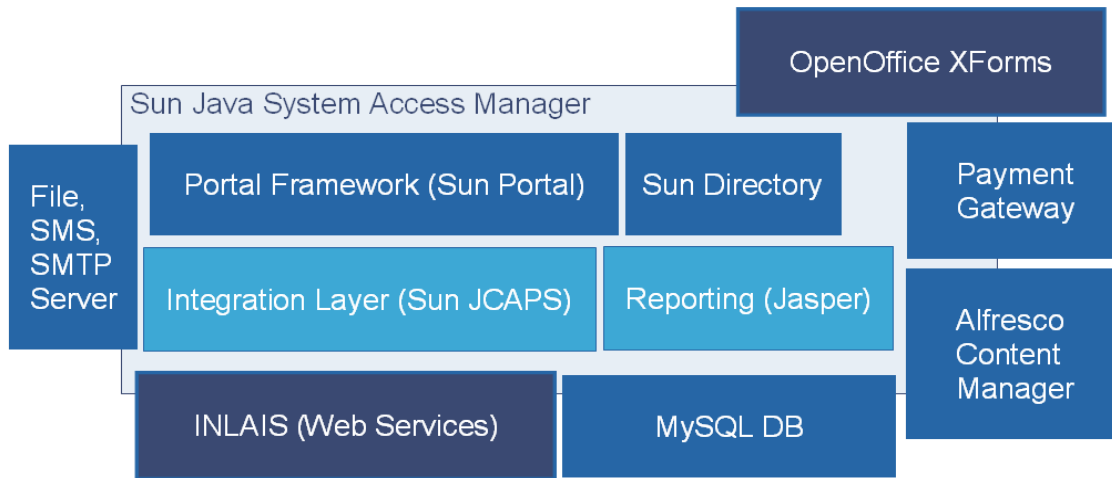 OpenOffice XForms
Sun Java System Access Manager
File,
SMS,
SMTP
Server
Portal Framework (Sun Portal)
Sun Directory
Payment
Gateway
Integration Layer (Sun JCAPS)
Reporting (Jasper)
Alfresco
Content
Manager
INLAIS (Web Services)
MySQL DB